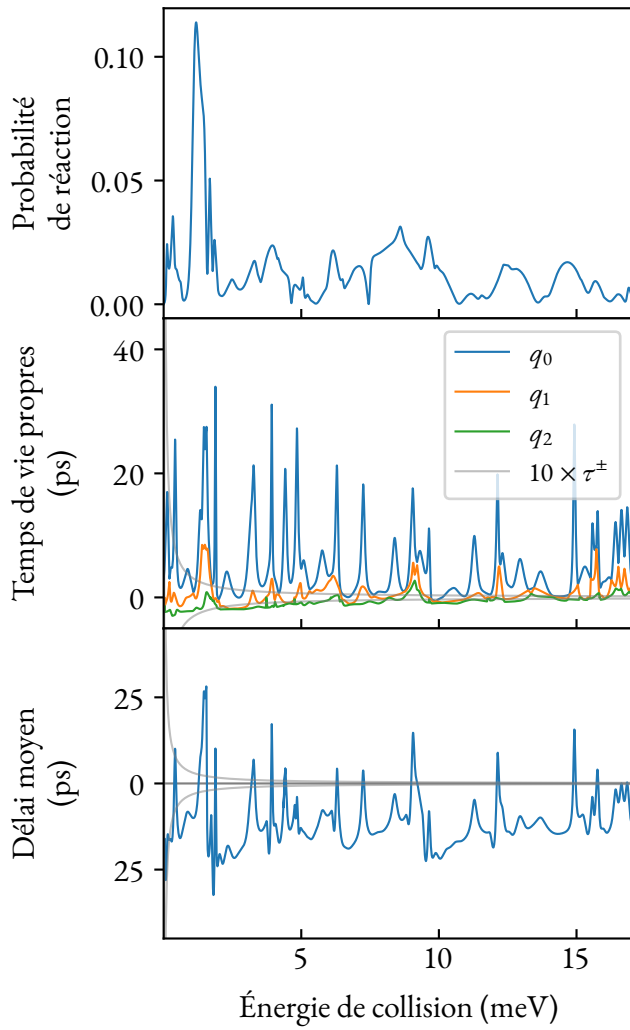 Probabilité
de réaction
0.10
0.05
0.00
Temps de vie propres
(ps)
40
20
0
q0
q1
q2
10 × τ±
Délai moyen
(ps)
25
0
25
5
10
15
Énergie de collision (meV)